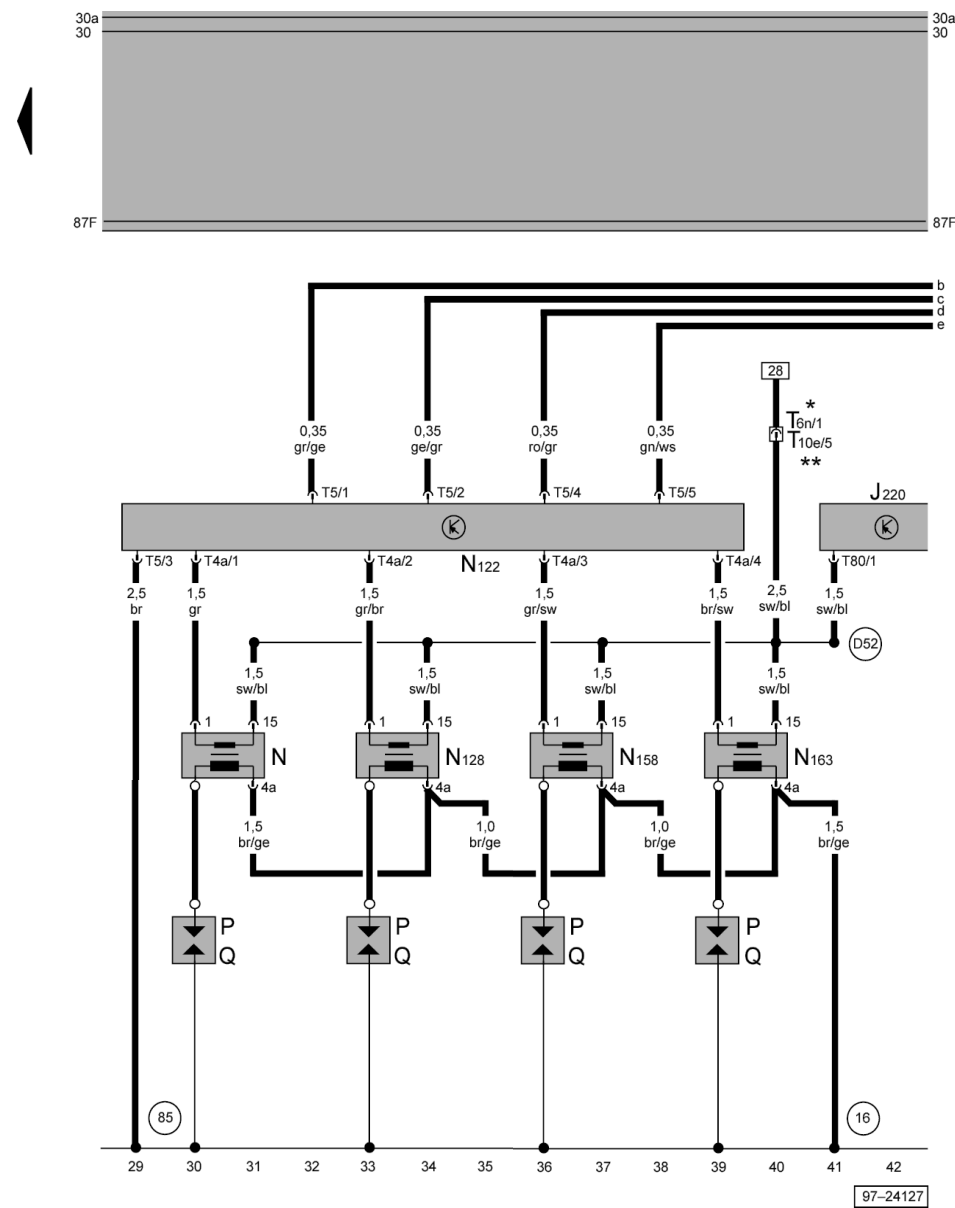 30a 30a
30 30
87F 87F
b
c
d
e
28
*
T6n/1
T10e/5
**
0,35 0,35 0,35 0,35
gr/ge ge/gr ro/gr gn/ws
T5/1 T5/2 T5/4 T5/5
J220
T5/3 T4a/1 T4a/2 N122 T4a/3 T4a/4 T80/1
2,5 1,5 1,5 1,5 1,5 2,5 1,5
br gr gr/br gr/sw br/sw sw/bl sw/bl
D52
1,5 1,5 1,5 1,5
sw/bl sw/bl sw/bl sw/bl
1 15 1 15 1 15 1 15
N N128 N158 N163
4a 4a 4a 4a
1,5 1,0 1,0 1,5
br/ge br/ge br/ge br/ge
P P P P
Q Q Q Q
85 16
29 30 31 32 33 34 35 36 37 38 39 40 41 42
97–24127